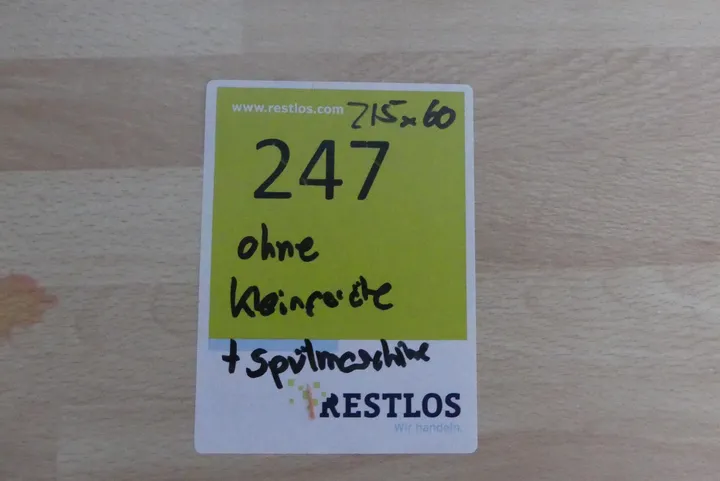 www.restlos.com 215x60
247
ohne
Kleingeräte
+ Spülmaschine
RESTLOS
Wir handeln.